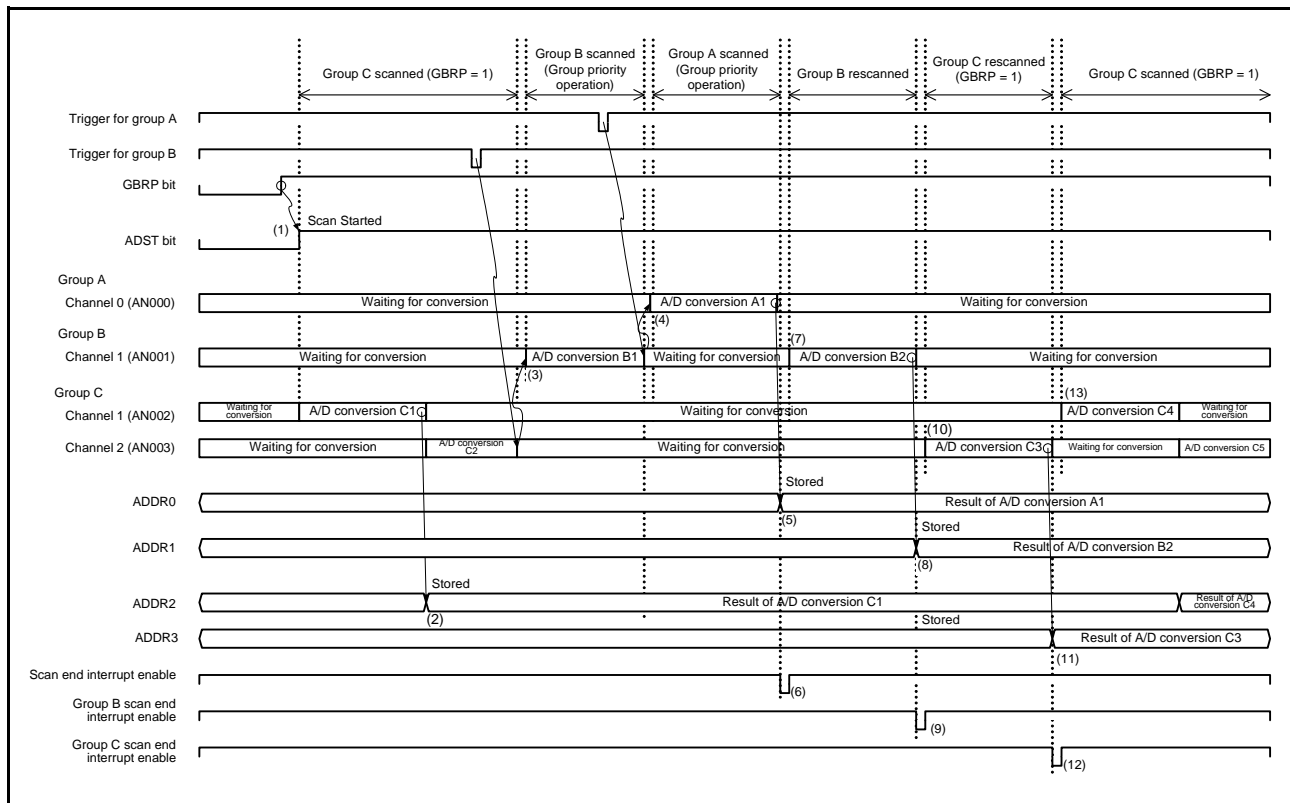 Group C scanned (GBRP = 1)
Group B scanned
(Group priority
operation)
Group A scanned
(Group priority
operation)
Group B rescanned
Group C rescanned
(GBRP = 1)
Group C scanned (GBRP = 1)
Trigger for group A
Trigger for group B
GBRP bit
(1)
Scan Started
ADST bit
Group A
Channel 0 (AN000)
Waiting for conversion
A/D conversion A1
Waiting for conversion
(4)
Group B
(7)
Channel 1 (AN001)
Waiting for conversion
A/D conversion B1
Waiting for conversion
A/D conversion B2
Waiting for conversion
(3)
Group C
(13)
Channel 1 (AN002)
Waiting for
conversion
A/D conversion C1
Waiting for conversion
A/D conversion C4
Waiting for
conversion
(10)
Channel 2 (AN003)
Waiting for conversion
A/D conversion
C2
Waiting for conversion
A/D conversion C3
Waiting for conversion
A/D conversion C5
Stored
ADDR0
Result of A/D conversion A1
(5)
Stored
ADDR1
Result of A/D conversion B2
(8)
Stored
ADDR2
Result of A/D conversion C1
Result of A/D
conversion C4
(2)
Stored
ADDR3
Result of A/D conversion C3
(11)
Scan end interrupt enable
(6)
Group B scan end
interrupt enable
(9)
Group C scan end
interrupt enable
(12)